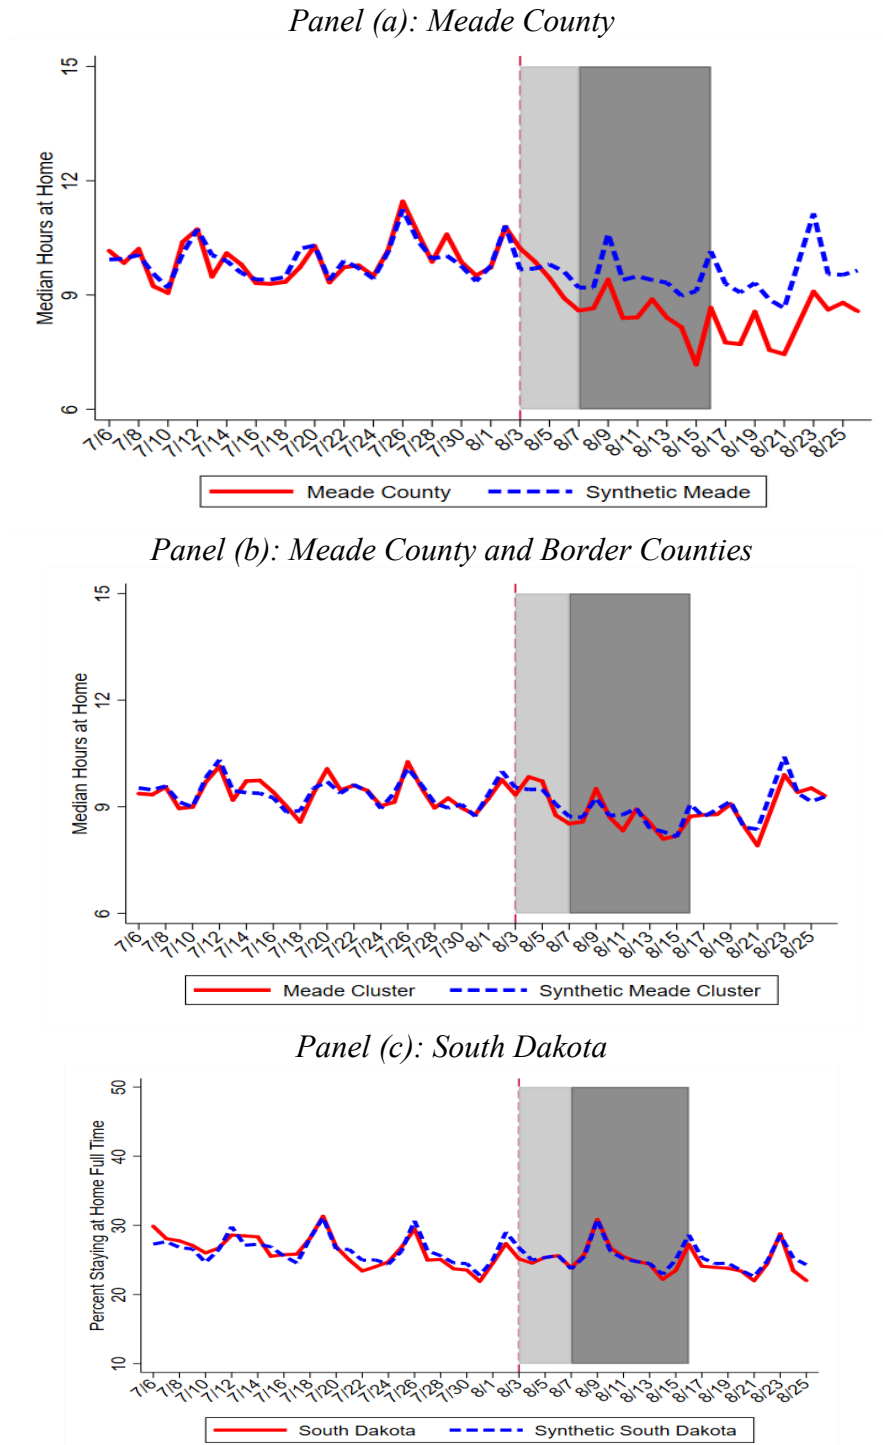 Panel (a): Meade County
Median Hours at Home
15
12
9
6
7/6 7/8 7/10 7/12 7/14 7/16 7/18 7/20 7/22 7/24 7/26 7/28 7/30 8/1 8/3 8/5 8/7 8/9 8/11 8/13 8/15 8/17 8/19 8/21 8/23 8/25
Meade County Synthetic Meade
Panel (b): Meade County and Border Counties
Median Hours at Home
15
12
9
6
7/6 7/8 7/10 7/12 7/14 7/16 7/18 7/20 7/22 7/24 7/26 7/28 7/30 8/1 8/3 8/5 8/7 8/9 8/11 8/13 8/15 8/17 8/19 8/21 8/23 8/25
Meade Cluster Synthetic Meade Cluster
Panel (c): South Dakota
Percent Staying at Home Full Time
50
40
30
20
10
7/6 7/8 7/10 7/12 7/14 7/16 7/18 7/20 7/22 7/24 7/26 7/28 7/30 8/1 8/3 8/5 8/7 8/9 8/11 8/13 8/15 8/17 8/19 8/21 8/23 8/25
South Dakota Synthetic South Dakota